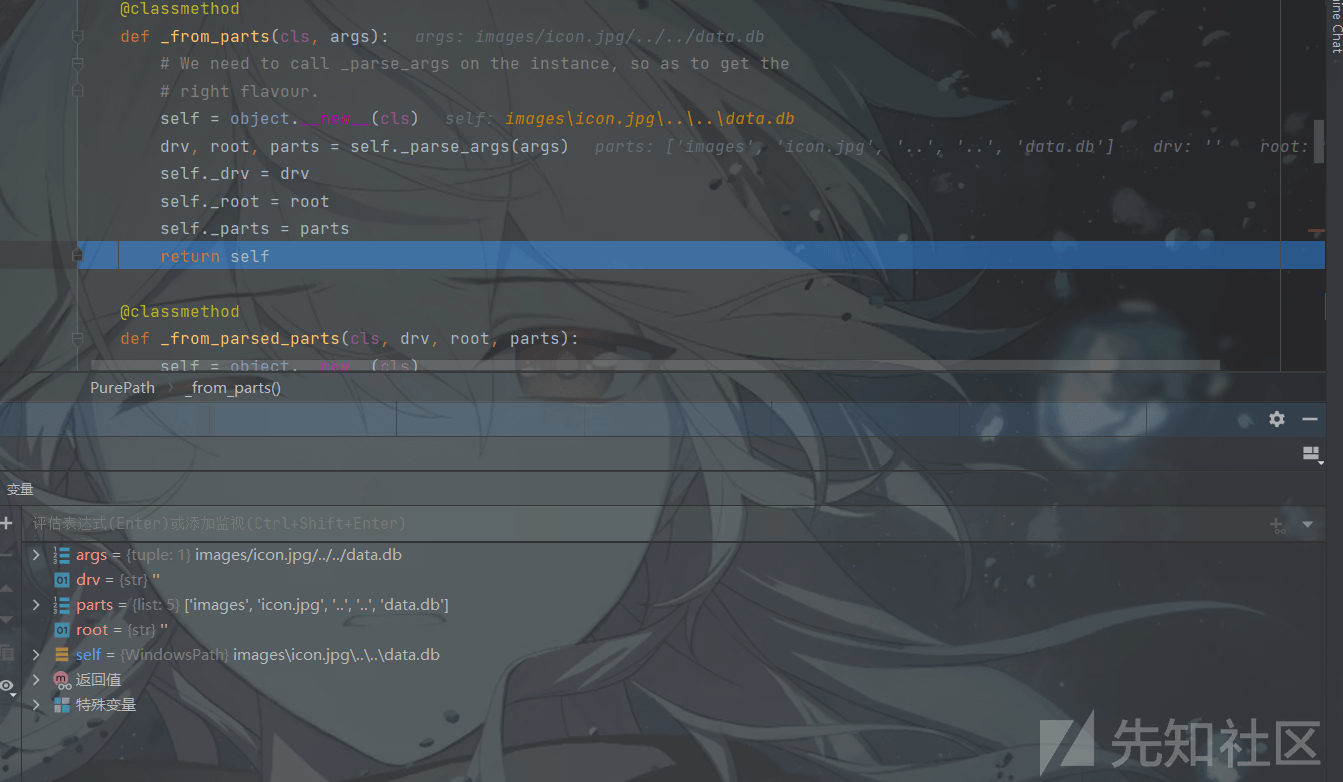 @classmethod
def _from_parts(cls, args):   args: images/icon.jpg/../../data.db
# We need to call _parse_args on the instance, so as to get the
# right flavour.
self = object.__new__(cls)   self: images\icon.jpg\..\..\data.db
drv, root, parts = self._parse_args(args)   parts: ['images', 'icon.jpg', '..', '..', 'data.db']   drv: ''   root:
self._drv = drv
self._root = root
self._parts = parts
return self
@classmethod
def _from_parsed_parts(cls, drv, root, parts):
self = object.__new__(cls)
PurePath > _from_parts()
变量
评估表达式(Enter)或添加监视(Ctrl+Shift+Enter)
args = {tuple: 1} images/icon.jpg/../../data.db
drv = {str} ''
parts = {list: 5} ['images', 'icon.jpg', '..', '..', 'data.db']
root = {str} ''
self = {WindowsPath} images\icon.jpg\..\..\data.db
返回值
特殊变量
先知社区